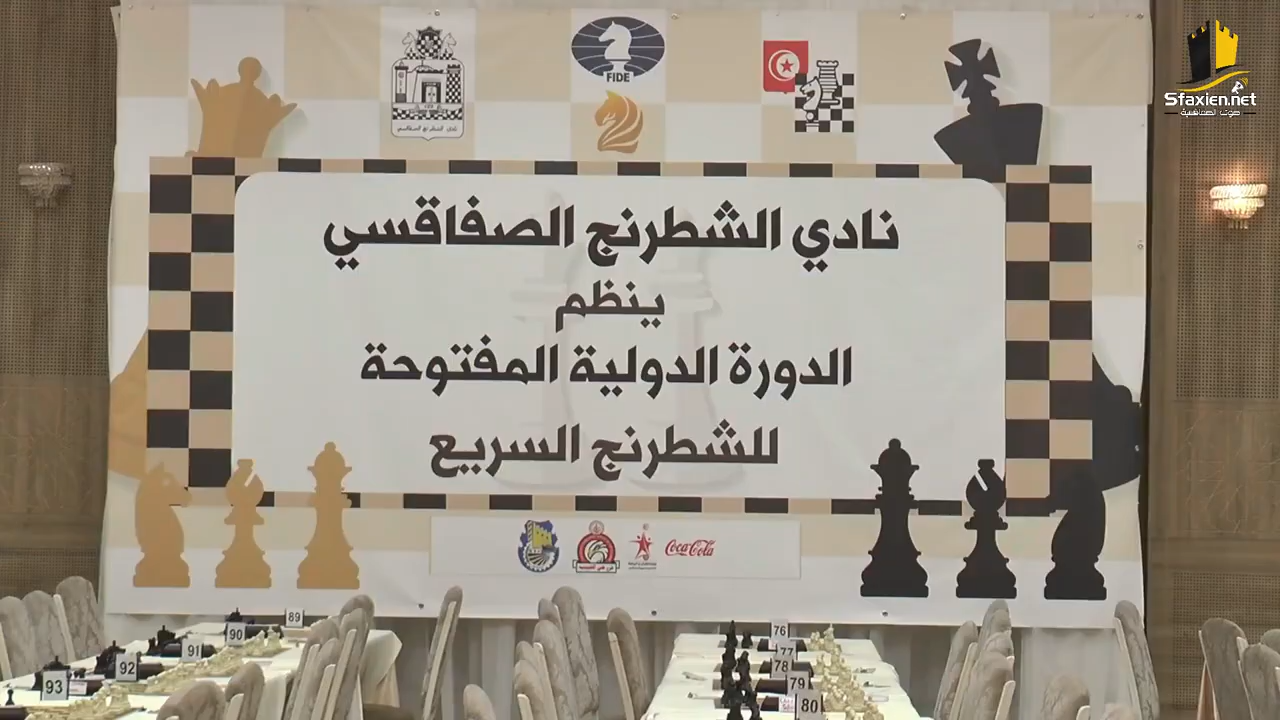 FIDE
Sfaxien.net
نادي الشطرنج الصفاقسي
ينظم
الدورة الدولية المفتوحة
للشطرنج السريع
Coca-Cola
89
90
91
92
93
76
77
78
79
80